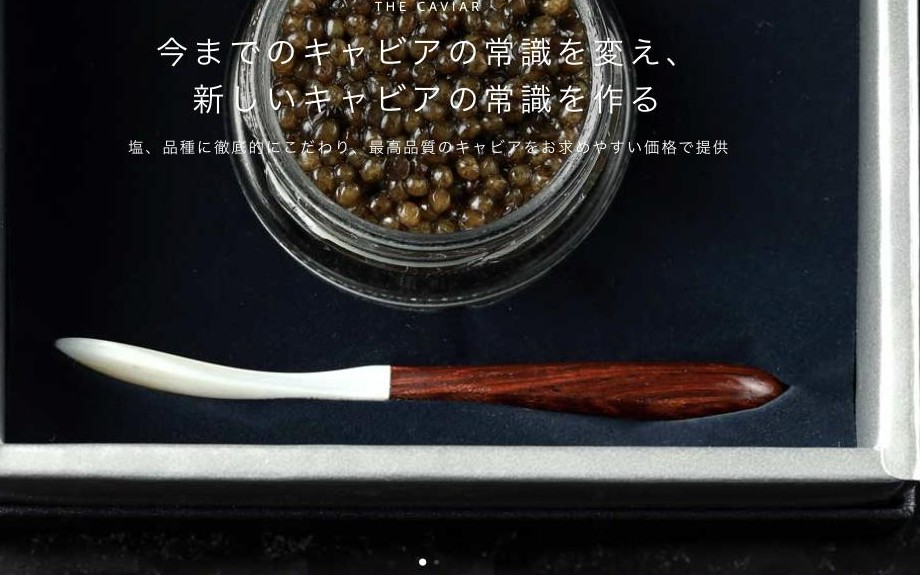 THE CAVIAR
今までのキャビアの常識を変え、
新しいキャビアの常識を作る
塩、品種に徹底的にこだわり、最高品質のキャビアをお求めやすい価格で提供